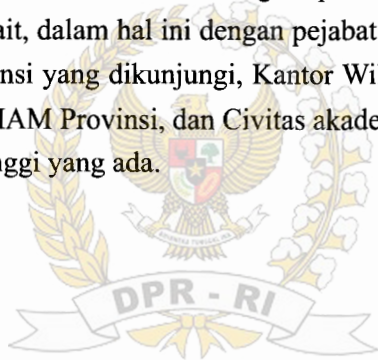 ait, dalam hal ini dengan pejabat
nsi yang dikunjungi, Kantor Wil
IAM Provinsi, dan Civitas akade
nggi yang ada.
DPR - RI